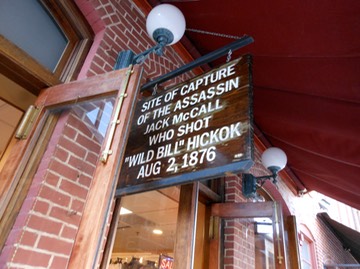 SITE OF CAPTURE
OF THE ASSASSIN
JACK McCALL
WHO SHOT
"WILD BILL" HICKOK
AUG 2, 1876